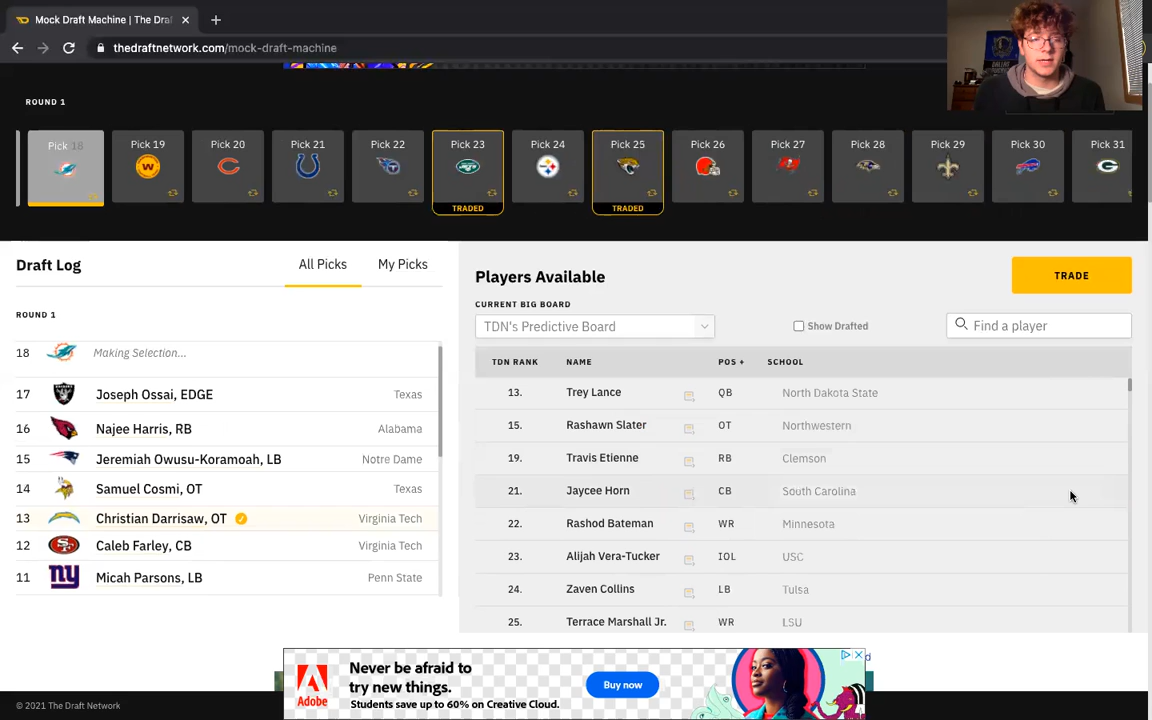 Mock Draft Machine | The Dra
thedraftnetwork.com/mock-draft-machine
ROUND 1
Pick 18
Pick 19
Pick 20
Pick 21
Pick 22
Pick 23
Pick 24
Pick 25
Pick 26
Pick 27
Pick 28
Pick 29
Pick 30
Pick 31
TRADED
TRADED
Draft Log
All Picks
My Picks
ROUND 1
18 Making Selection...
17 Joseph Ossai, EDGE Texas
16 Najee Harris, RB Alabama
15 Jeremiah Owusu-Koramoah, LB Notre Dame
14 Samuel Cosmi, OT Texas
13 Christian Darrisaw, OT Virginia Tech
12 Caleb Farley, CB Virginia Tech
11 Micah Parsons, LB Penn State
Players Available
TRADE
CURRENT BIG BOARD
TDN's Predictive Board
Show Drafted
Find a player
TDN RANK NAME POS + SCHOOL
13. Trey Lance QB North Dakota State
15. Rashawn Slater OT Northwestern
19. Travis Etienne RB Clemson
21. Jaycee Horn CB South Carolina
22. Rashod Bateman WR Minnesota
23. Alijah Vera-Tucker IOL USC
24. Zaven Collins LB Tulsa
25. Terrace Marshall Jr. WR LSU
Adobe
Never be afraid to
try new things.
Students save up to 60% on Creative Cloud.
Buy now
© 2021 The Draft Network